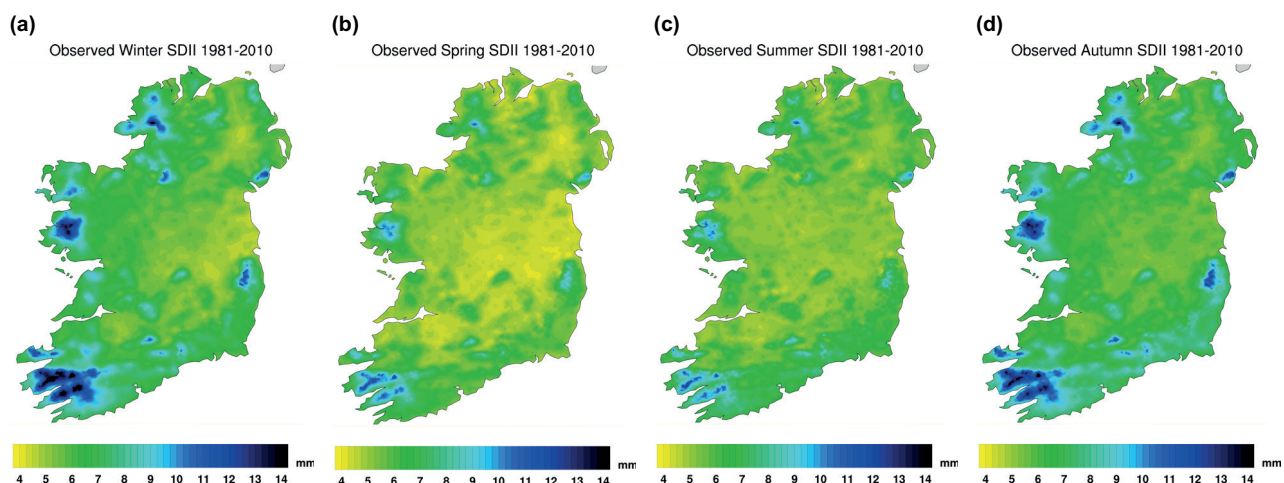 (a)
Observed Winter SDII 1981-2010
4 5 6 7 8 9 10 11 12 13 14
mm
(b)
Observed Spring SDII 1981-2010
4 5 6 7 8 9 10 11 12 13 14
mm
(c)
Observed Summer SDII 1981-2010
4 5 6 7 8 9 10 11 12 13 14
mm
(d)
Observed Autumn SDII 1981-2010
4 5 6 7 8 9 10 11 12 13 14
mm